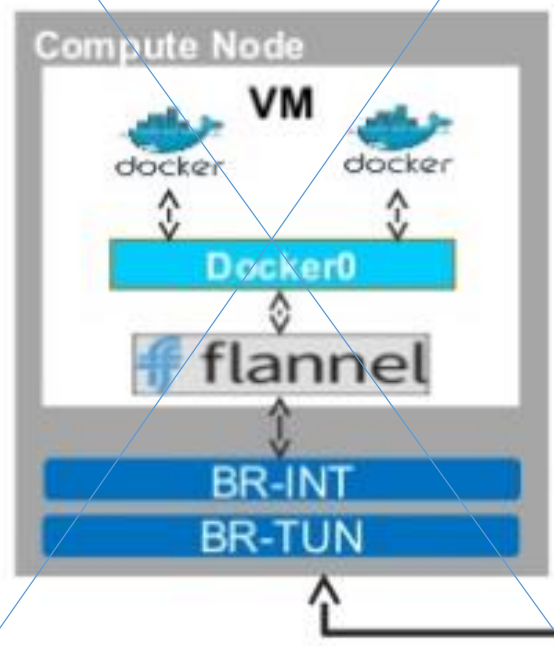 Compute Node
VM
docker
docker
Docker0
flannel
BR-INT
BR-TUN